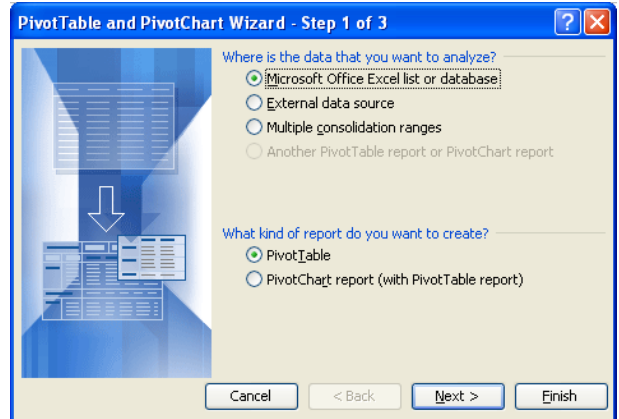 PivotTable and PivotChart Wizard - Step 1 of 3
Where is the data that you want to analyze?
Microsoft Office Excel list or database
External data source
Multiple consolidation ranges
Another PivotTable report or PivotChart report
What kind of report do you want to create?
PivotTable
PivotChart report (with PivotTable report)
Cancel
< Back
Next >
Finish